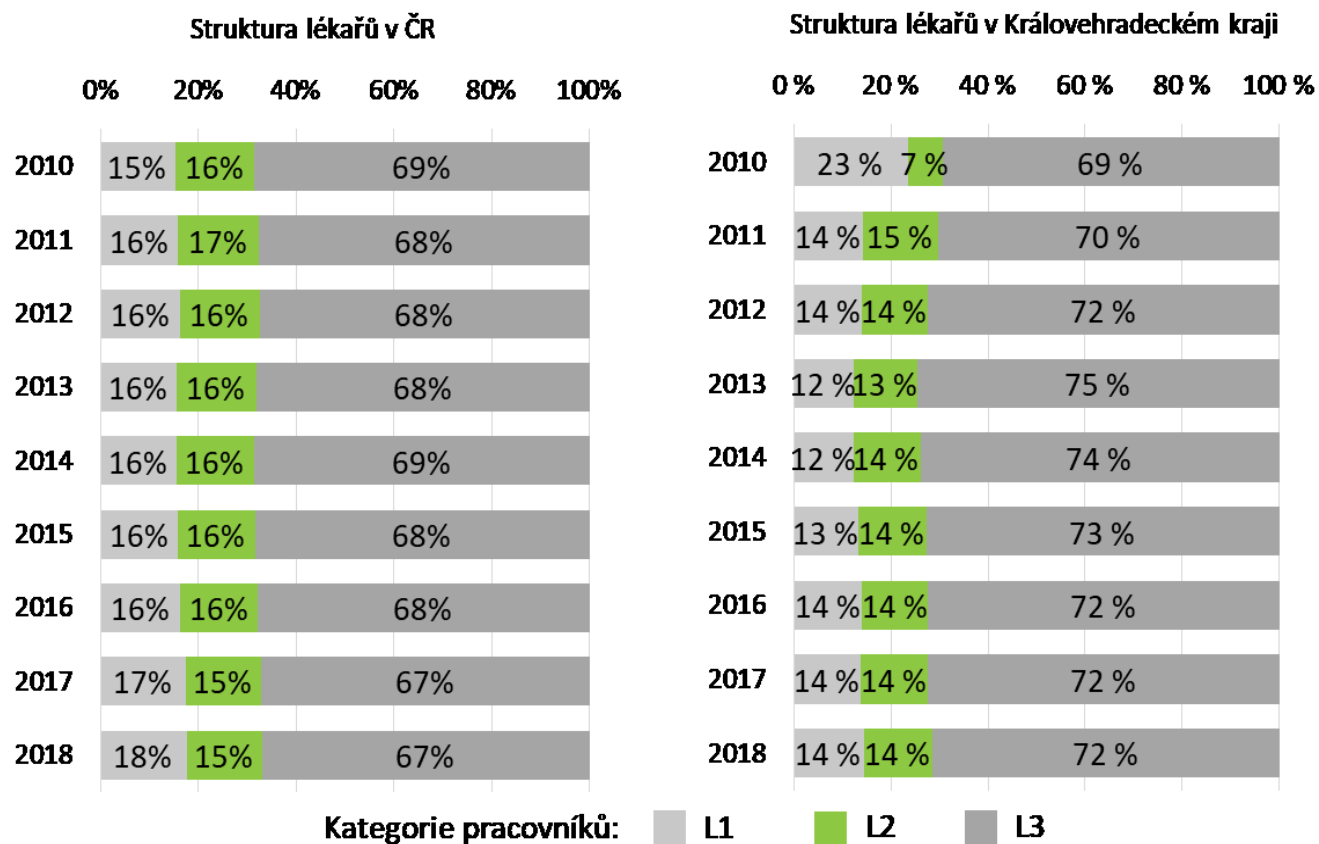 Struktura lékařů v ČR
0% 20% 40% 60% 80% 100%
2010 15% 16% 69%
2011 16% 17% 68%
2012 16% 16% 68%
2013 16% 16% 68%
2014 16% 16% 69%
2015 16% 16% 68%
2016 16% 16% 68%
2017 17% 15% 67%
2018 18% 15% 67%
Struktura lékařů v Královehradeckém kraji
0 % 20 % 40 % 60 % 80 % 100 %
2010 23 % 7 % 69 %
2011 14 % 15 % 70 %
2012 14 % 14 % 72 %
2013 12 % 13 % 75 %
2014 12 % 14 % 74 %
2015 13 % 14 % 73 %
2016 14 % 14 % 72 %
2017 14 % 14 % 72 %
2018 14 % 14 % 72 %
Kategorie pracovníků: L1 L2 L3